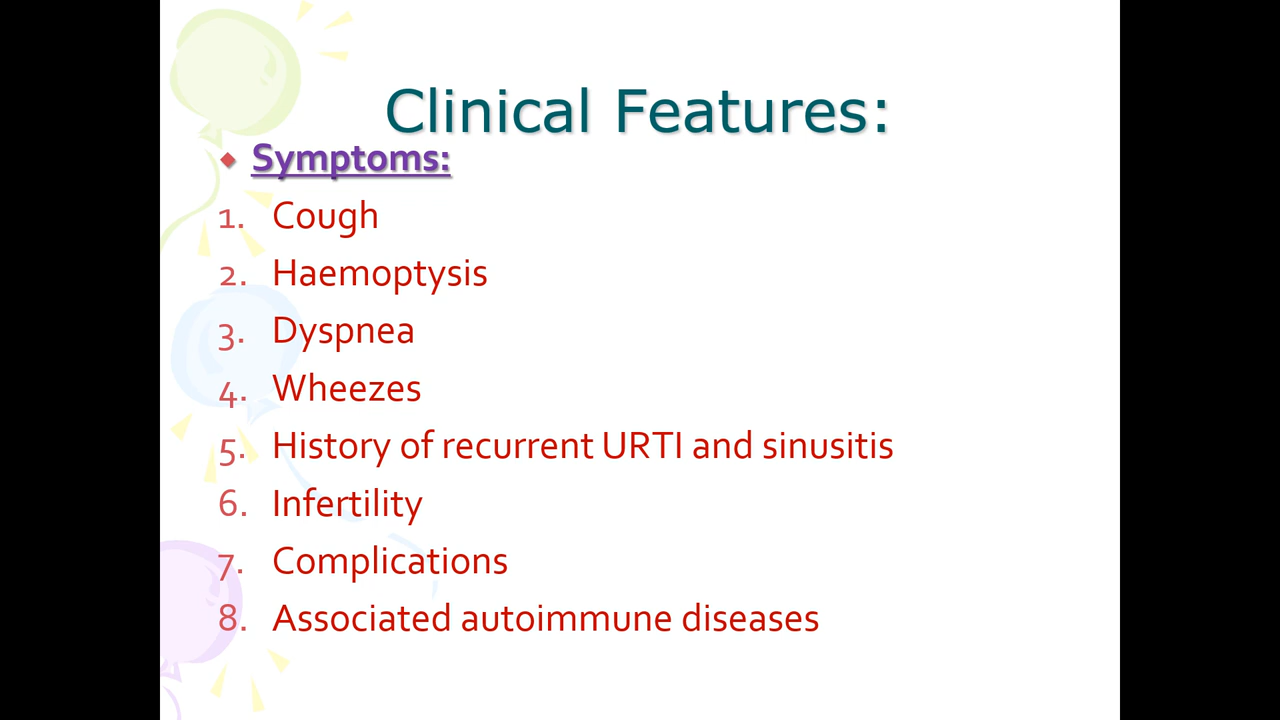 Clinical Features:
◆ Symptoms:
1. Cough
2. Haemoptysis
3. Dyspnea
4. Wheezes
5. History of recurrent URTI and sinusitis
6. Infertility
7. Complications
8. Associated autoimmune diseases